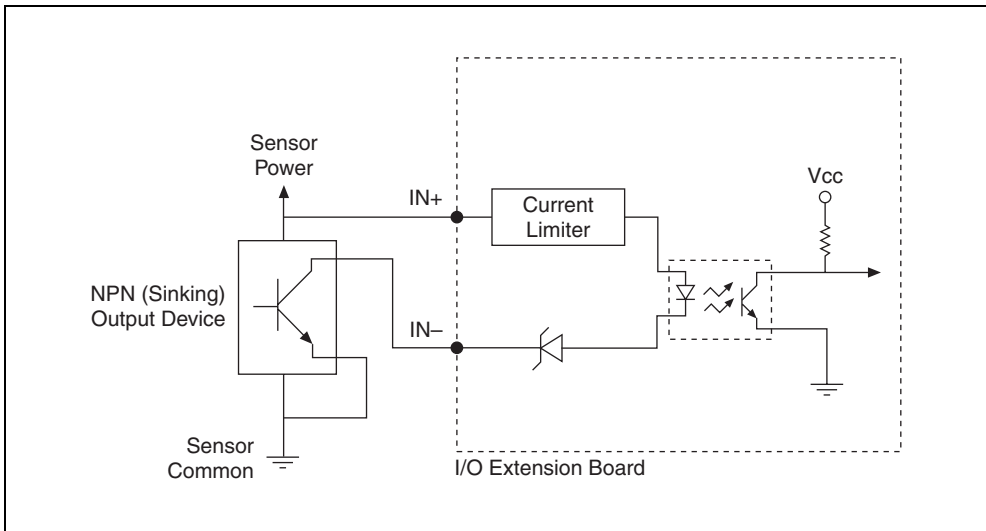 Sensor
Power
IN+
Current
Limiter
Vcc
NPN (Sinking)
Output Device
IN–
Sensor
Common
I/O Extension Board